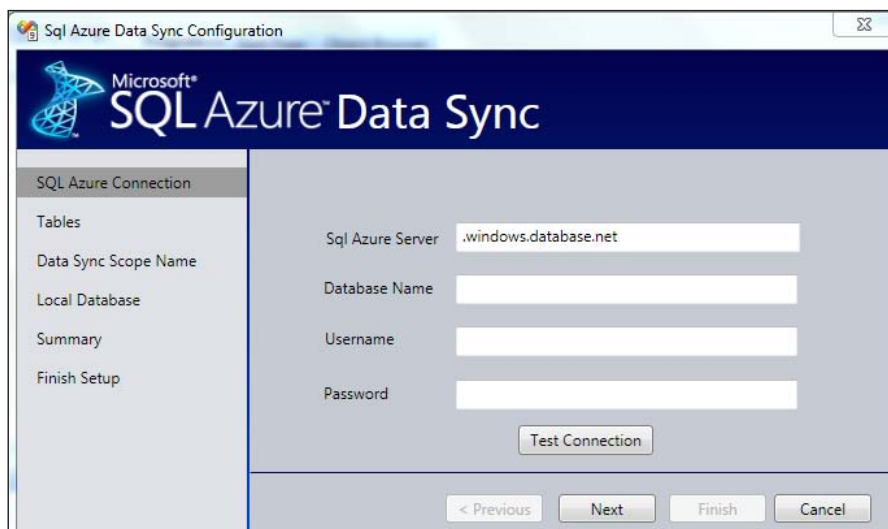 Sql Azure Data Sync Configuration
Microsoft®
SQL Azure™ Data Sync
SQL Azure Connection
Tables
Data Sync Scope Name
Local Database
Summary
Finish Setup
Sql Azure Server
.windows.database.net
Database Name
Username
Password
Test Connection
< Previous
Next
Finish
Cancel